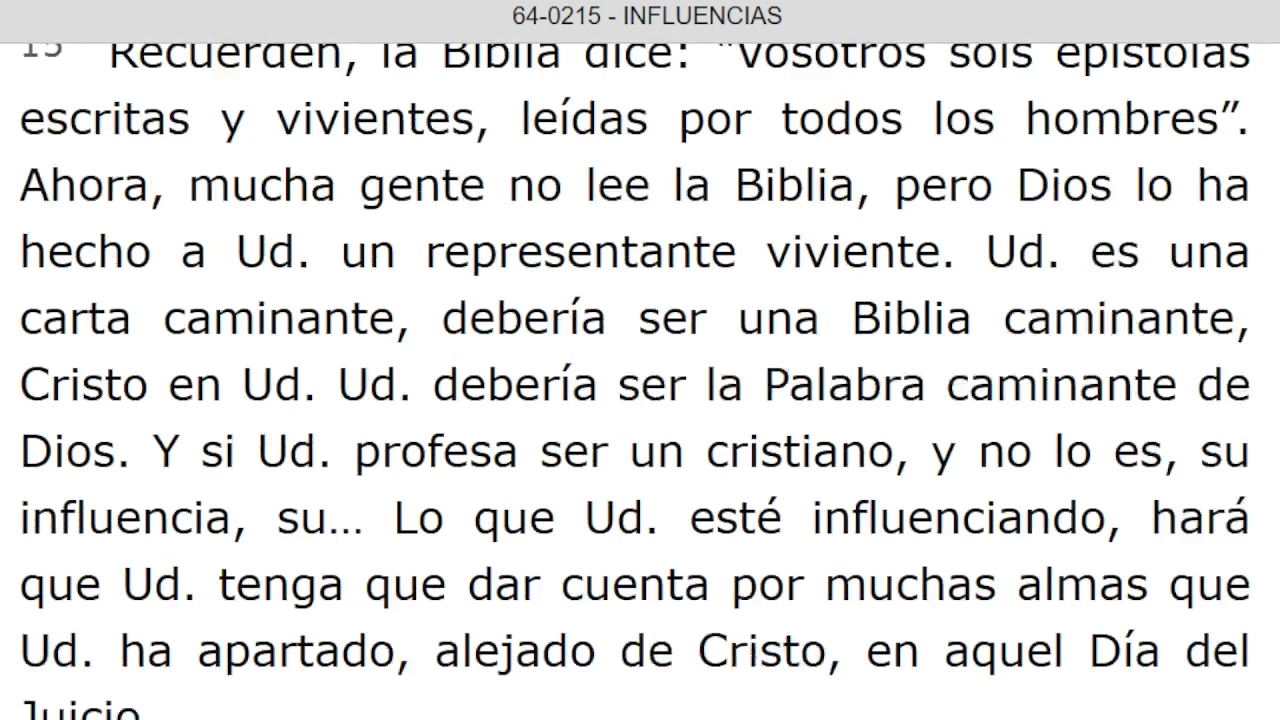 64-0215 - INFLUENCIAS
15 Recuerden, la Biblia dice: “Vosotros sois epístolas
escritas y vivientes, leídas por todos los hombres”.
Ahora, mucha gente no lee la Biblia, pero Dios lo ha
hecho a Ud. un representante viviente. Ud. es una
carta caminante, debería ser una Biblia caminante,
Cristo en Ud. Ud. debería ser la Palabra caminante de
Dios. Y si Ud. profesa ser un cristiano, y no lo es, su
influencia, su… Lo que Ud. esté influenciando, hará
que Ud. tenga que dar cuenta por muchas almas que
Ud. ha apartado, alejado de Cristo, en aquel Día del
Juicio